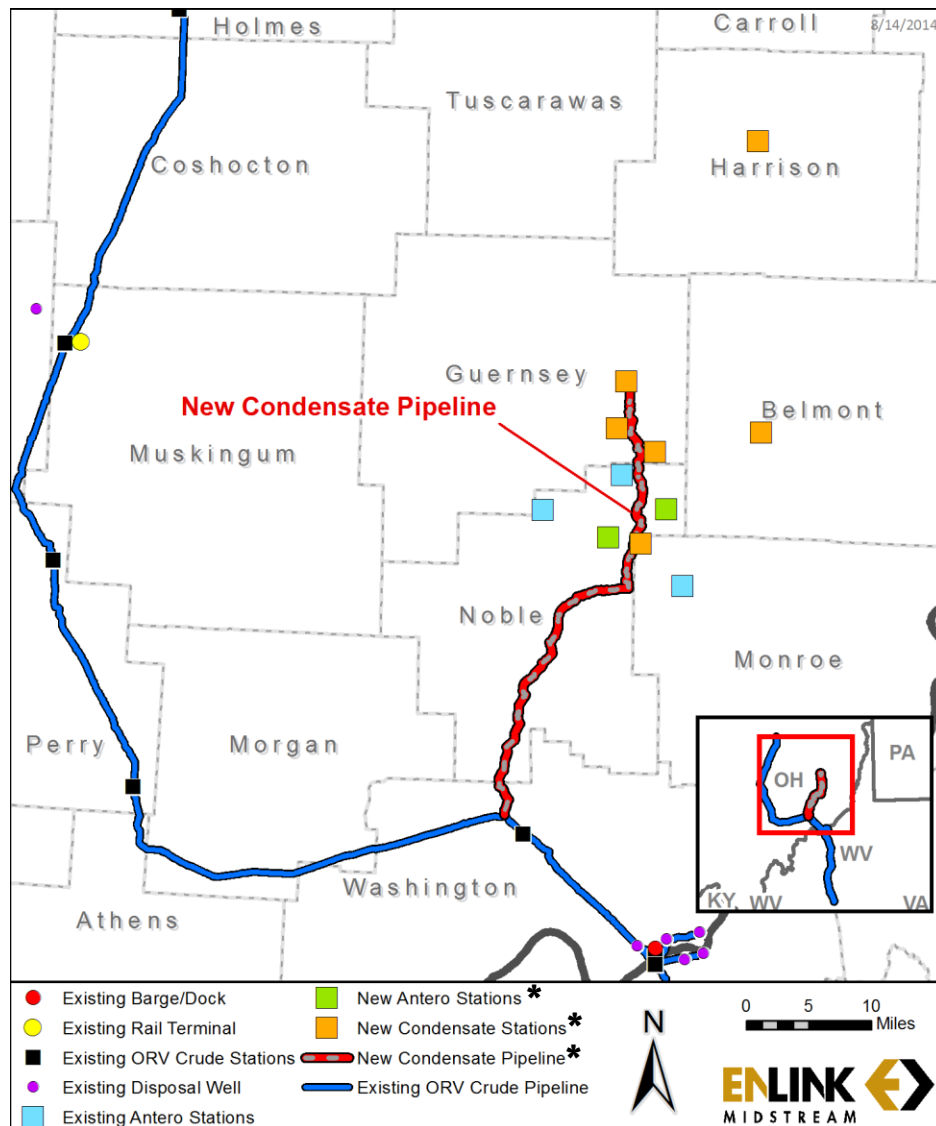 Holmes
Carroll
8/14/2014
Tuscarawas
Coshocton
Harrison
Guernsey
New Condensate Pipeline
Belmont
Muskingum
Noble
Monroe
Perry
Morgan
Washington
Athens
PA
OH
WV
KY
WV
VA
Existing Barge/Dock
Existing Rail Terminal
Existing ORV Crude Stations
Existing Disposal Well
Existing Antero Stations
New Antero Stations *
New Condensate Stations *
New Condensate Pipeline *
Existing ORV Crude Pipeline
N
0 5 10
Miles
ENLINK
MIDSTREAM